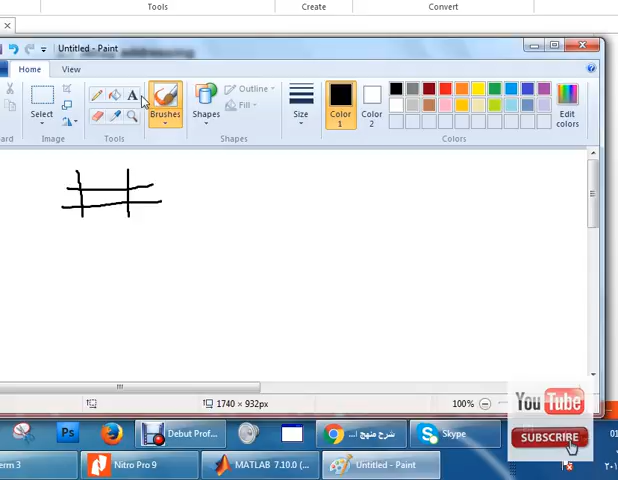 Tools
Create
Convert
Untitled - Paint
Home
View
Select
Brushes
Shapes
Outline
Fill
Size
Color 1
Color 2
Edit colors
Image
Tools
Shapes
Colors
1740 × 932px
100%
You Tube
SUBSCRIBE
Ps
Debut Prof...
شرح منهج ا...
Skype
Nitro Pro 9
MATLAB 7.10.0 (...
Untitled - Paint